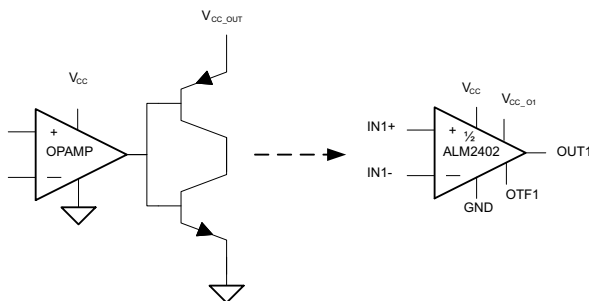 VCC_OUT
VCC
+
OPAMP
–
VCC
VCC_O1
IN1+
+ ½
ALM2402
OUT1
IN1-
–
OTF1
GND